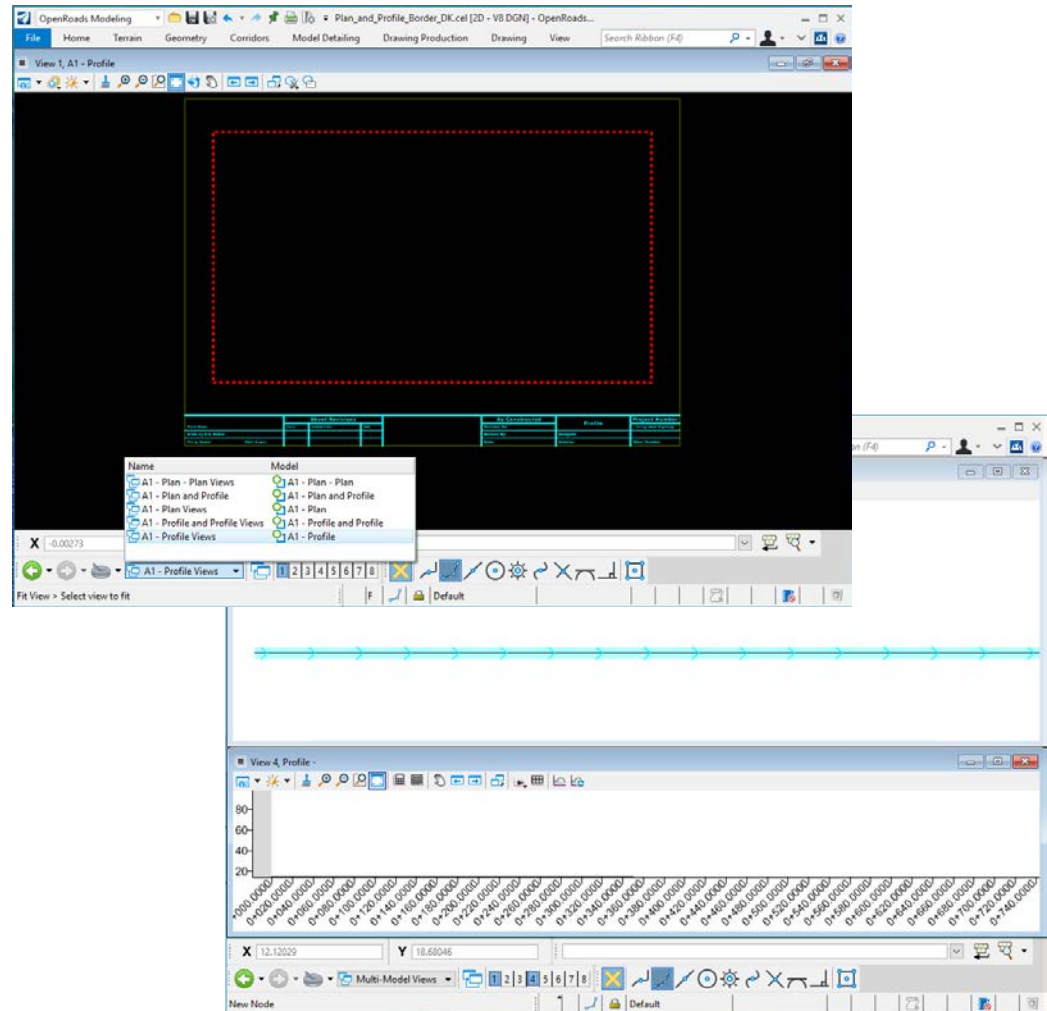 OpenRoads Modeling Plan_and_Profile_Border_DK.cel [2D - V8 DGN] - OpenRoads...
File Home Terrain Geometry Corridors Model Detailing Drawing Production Drawing View Search Ribbon (F4)
View 1, A1 - Profile
Sheet Revisions As Constructed Profile Project Number
Name Model
A1 - Plan - Plan Views A1 - Plan - Plan
A1 - Plan and Profile A1 - Plan and Profile
A1 - Plan Views A1 - Plan
A1 - Profile and Profile Views A1 - Profile and Profile
A1 - Profile Views A1 - Profile
X -0.00273
A1 - Profile Views 1 2 3 4 5 6 7 8
Fit View > Select view to fit F Default
on (F4)
View 4, Profile -
80
60
40
20
+000.0000 0+020.0000 0+040.0000 0+060.0000 0+080.0000 0+100.0000 0+120.0000 0+140.0000 0+160.0000 0+180.0000 0+200.0000 0+220.0000 0+240.0000 0+260.0000 0+280.0000 0+300.0000 0+320.0000 0+340.0000 0+360.0000 0+380.0000 0+400.0000 0+420.0000 0+440.0000 0+460.0000 0+480.0000 0+500.0000 0+520.0000 0+540.0000 0+560.0000 0+580.0000 0+600.0000 0+620.0000 0+640.0000 0+660.0000 0+680.0000 0+700.0000 0+720.0000 0+740.0000
X 12.12029 Y 18.68046
Multi-Model Views 1 2 3 4 5 6 7 8
New Node Default